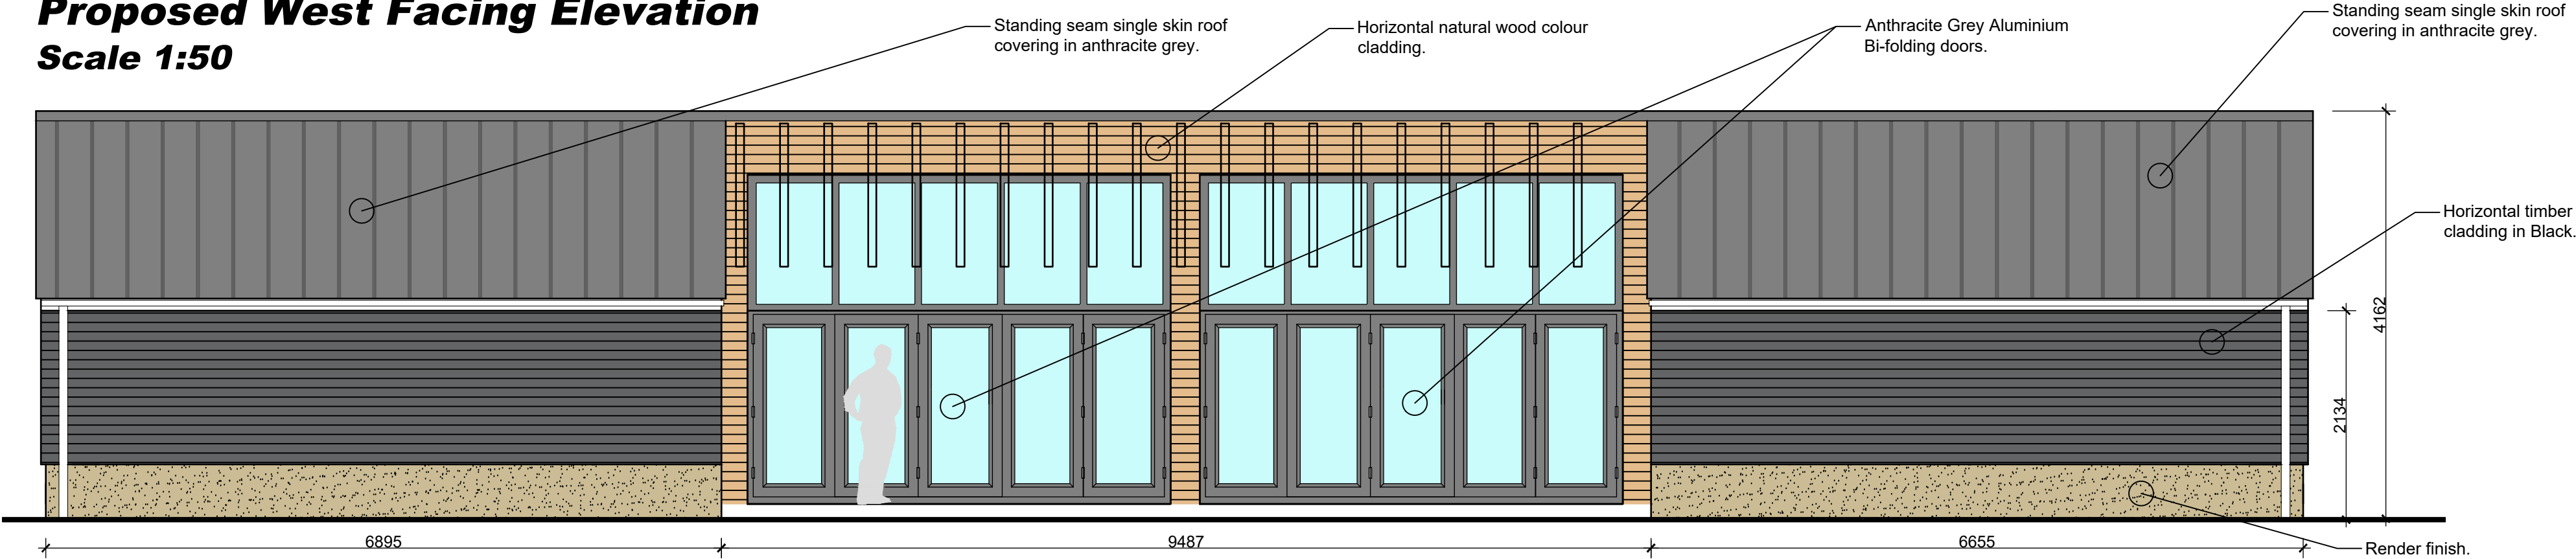 Proposed West Facing Elevation
Scale 1:50
Standing seam single skin roof
covering in anthracite grey.
Horizontal natural wood colour
cladding.
Anthracite Grey Aluminium
Bi-folding doors.
Standing seam single skin roof
covering in anthracite grey.
Horizontal timber
cladding in Black.
4162
2134
6895
9487
6655
Render finish.